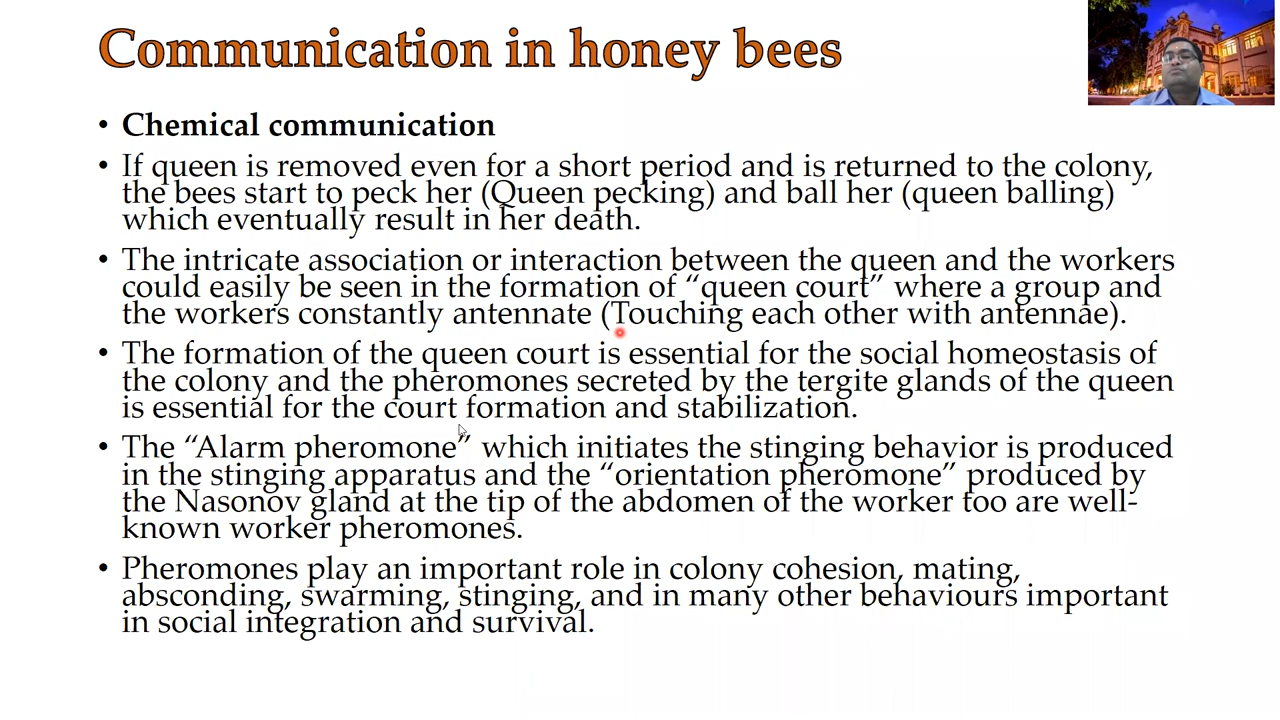 Communication in honey bees
• Chemical communication
• If queen is removed even for a short period and is returned to the colony,
the bees start to peck her (Queen pecking) and ball her (queen balling)
which eventually result in her death.
• The intricate association or interaction between the queen and the workers
could easily be seen in the formation of “queen court” where a group and
the workers constantly antennate (Touching each other with antennae).
• The formation of the queen court is essential for the social homeostasis of
the colony and the pheromones secreted by the tergite glands of the queen
is essential for the court formation and stabilization.
• The “Alarm pheromone” which initiates the stinging behavior is produced
in the stinging apparatus and the “orientation pheromone” produced by
the Nasonov gland at the tip of the abdomen of the worker too are well-
known worker pheromones.
• Pheromones play an important role in colony cohesion, mating,
absconding, swarming, stinging, and in many other behaviours important
in social integration and survival.